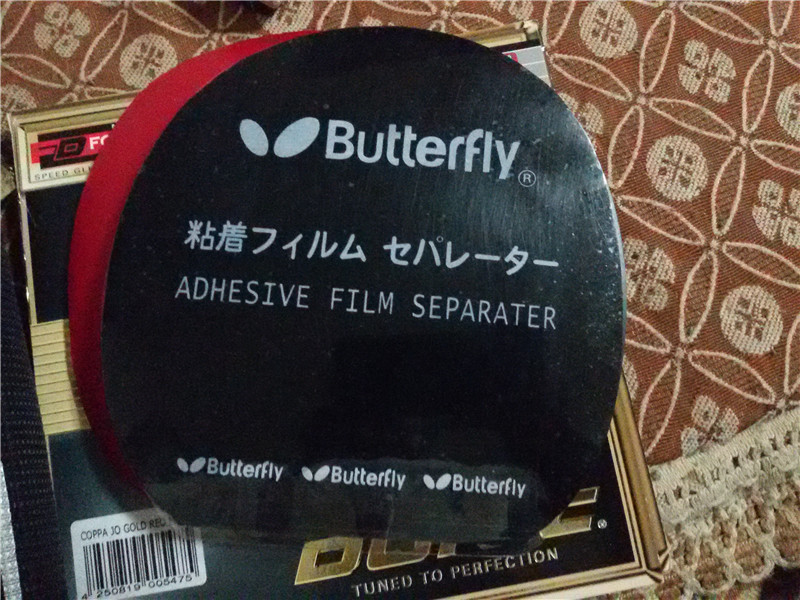 Butterfly®
粘着フィルム セパレーター
ADHESIVE FILM SEPARATER
Butterfly Butterfly Butterfly
SPEED
COPPA JO GOLD RED
4 250819 005475
®
TUNED TO PERFECTION